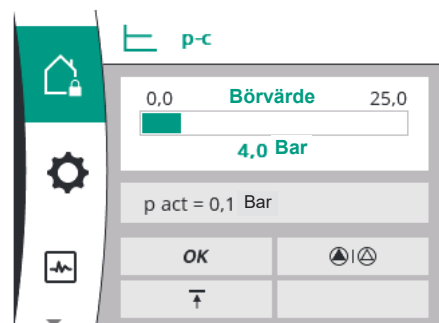 p-c
0,0 Börvärde 25,0
4,0 Bar
p act = 0,1 Bar
OK